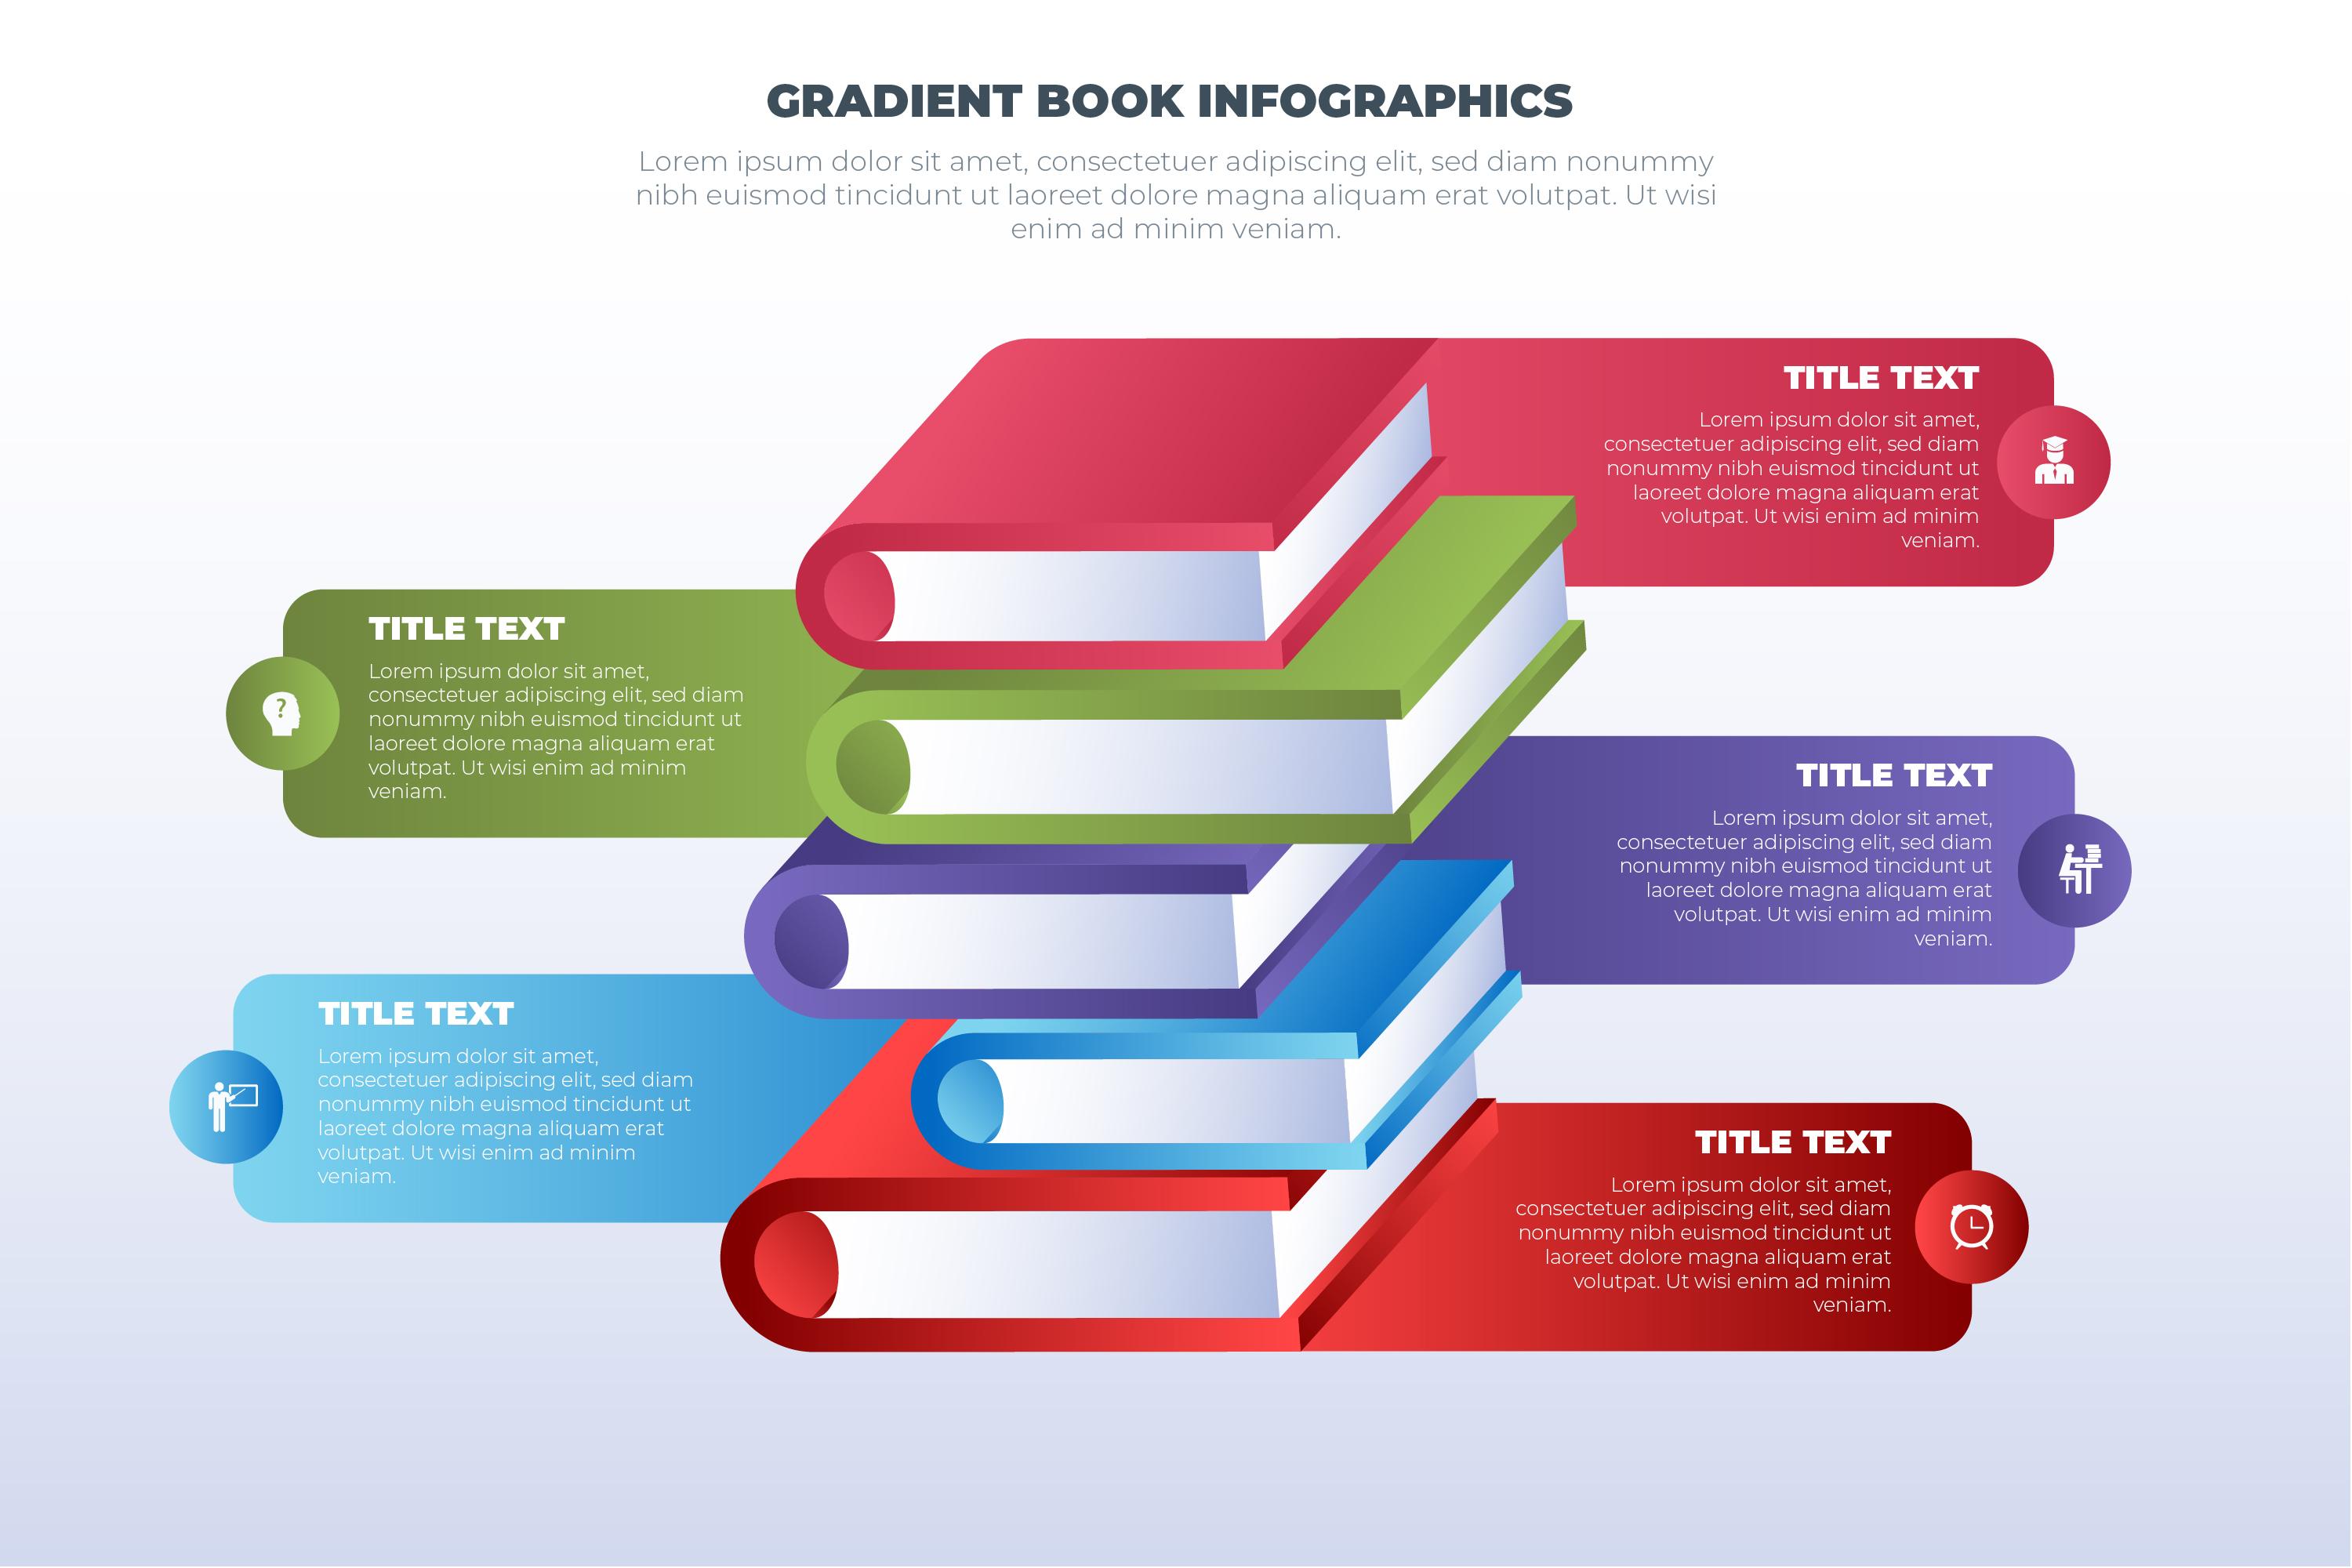 GRADIENT BOOK INFOGRAPHICS
Lorem ipsum dolor sit amet, consectetuer adipiscing elit, sed diam nonummy
nibh euismod tincidunt ut laoreet dolore magna aliquam erat volutpat. Ut wisi
enim ad minim veniam.
TITLE TEXT
Lorem ipsum dolor sit amet,
consectetuer adipiscing elit, sed diam
nonummy nibh euismod tincidunt ut
laoreet dolore magna aliquam erat
volutpat. Ut wisi enim ad minim
veniam.
TITLE TEXT
Lorem ipsum dolor sit amet,
consectetuer adipiscing elit, sed diam
nonummy nibh euismod tincidunt ut
laoreet dolore magna aliquam erat
volutpat. Ut wisi enim ad minim
veniam.
?
TITLE TEXT
Lorem ipsum dolor sit amet,
consectetuer adipiscing elit, sed diam
nonummy nibh euismod tincidunt ut
laoreet dolore magna aliquam erat
volutpat. Ut wisi enim ad minim
veniam.
TITLE TEXT
Lorem ipsum dolor sit amet,
consectetuer adipiscing elit, sed diam
nonummy nibh euismod tincidunt ut
laoreet dolore magna aliquam erat
volutpat. Ut wisi enim ad minim
veniam.
TITLE TEXT
Lorem ipsum dolor sit amet,
consectetuer adipiscing elit, sed diam
nonummy nibh euismod tincidunt ut
laoreet dolore magna aliquam erat
volutpat. Ut wisi enim ad minim
veniam.